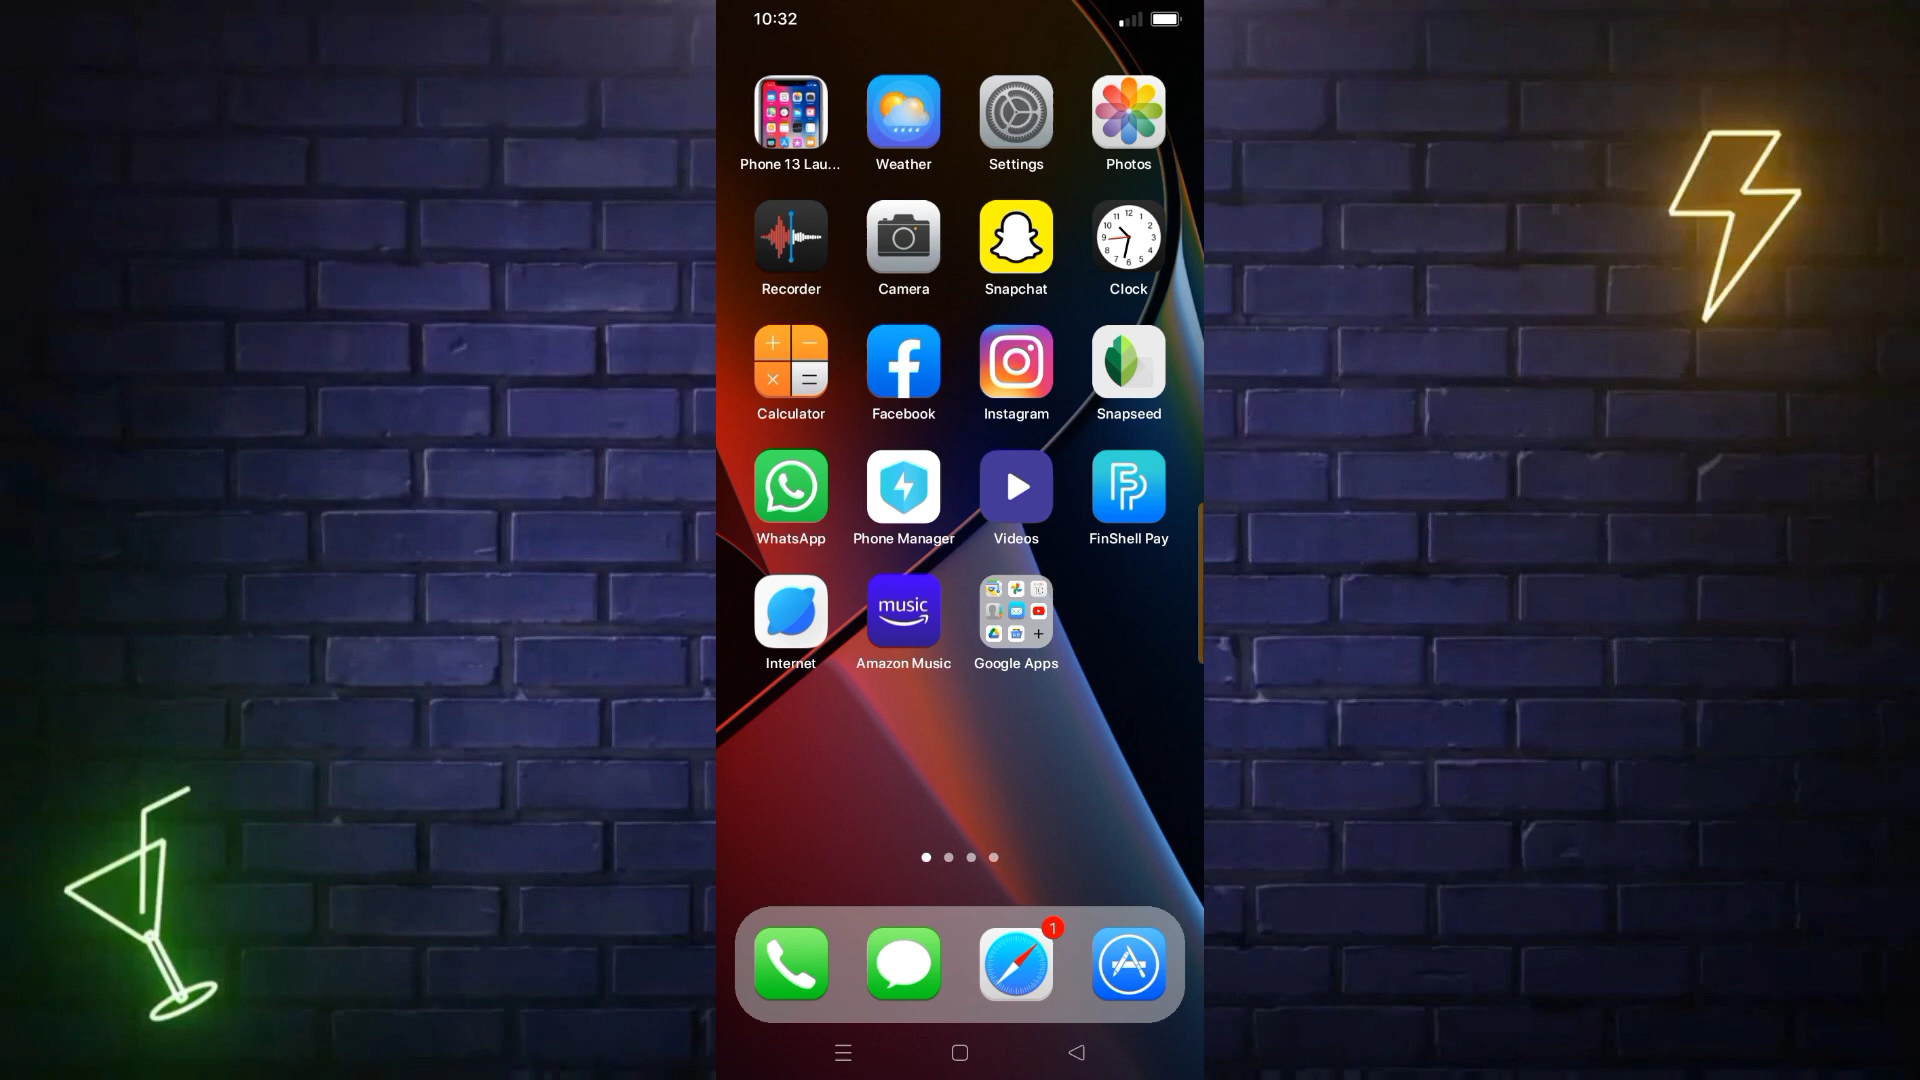 10:32
Phone 13 Lau... Weather Settings Photos
Recorder Camera Snapchat Clock
Calculator Facebook Instagram Snapseed
WhatsApp Phone Manager Videos FinShell Pay
music
Internet Amazon Music Google Apps
1